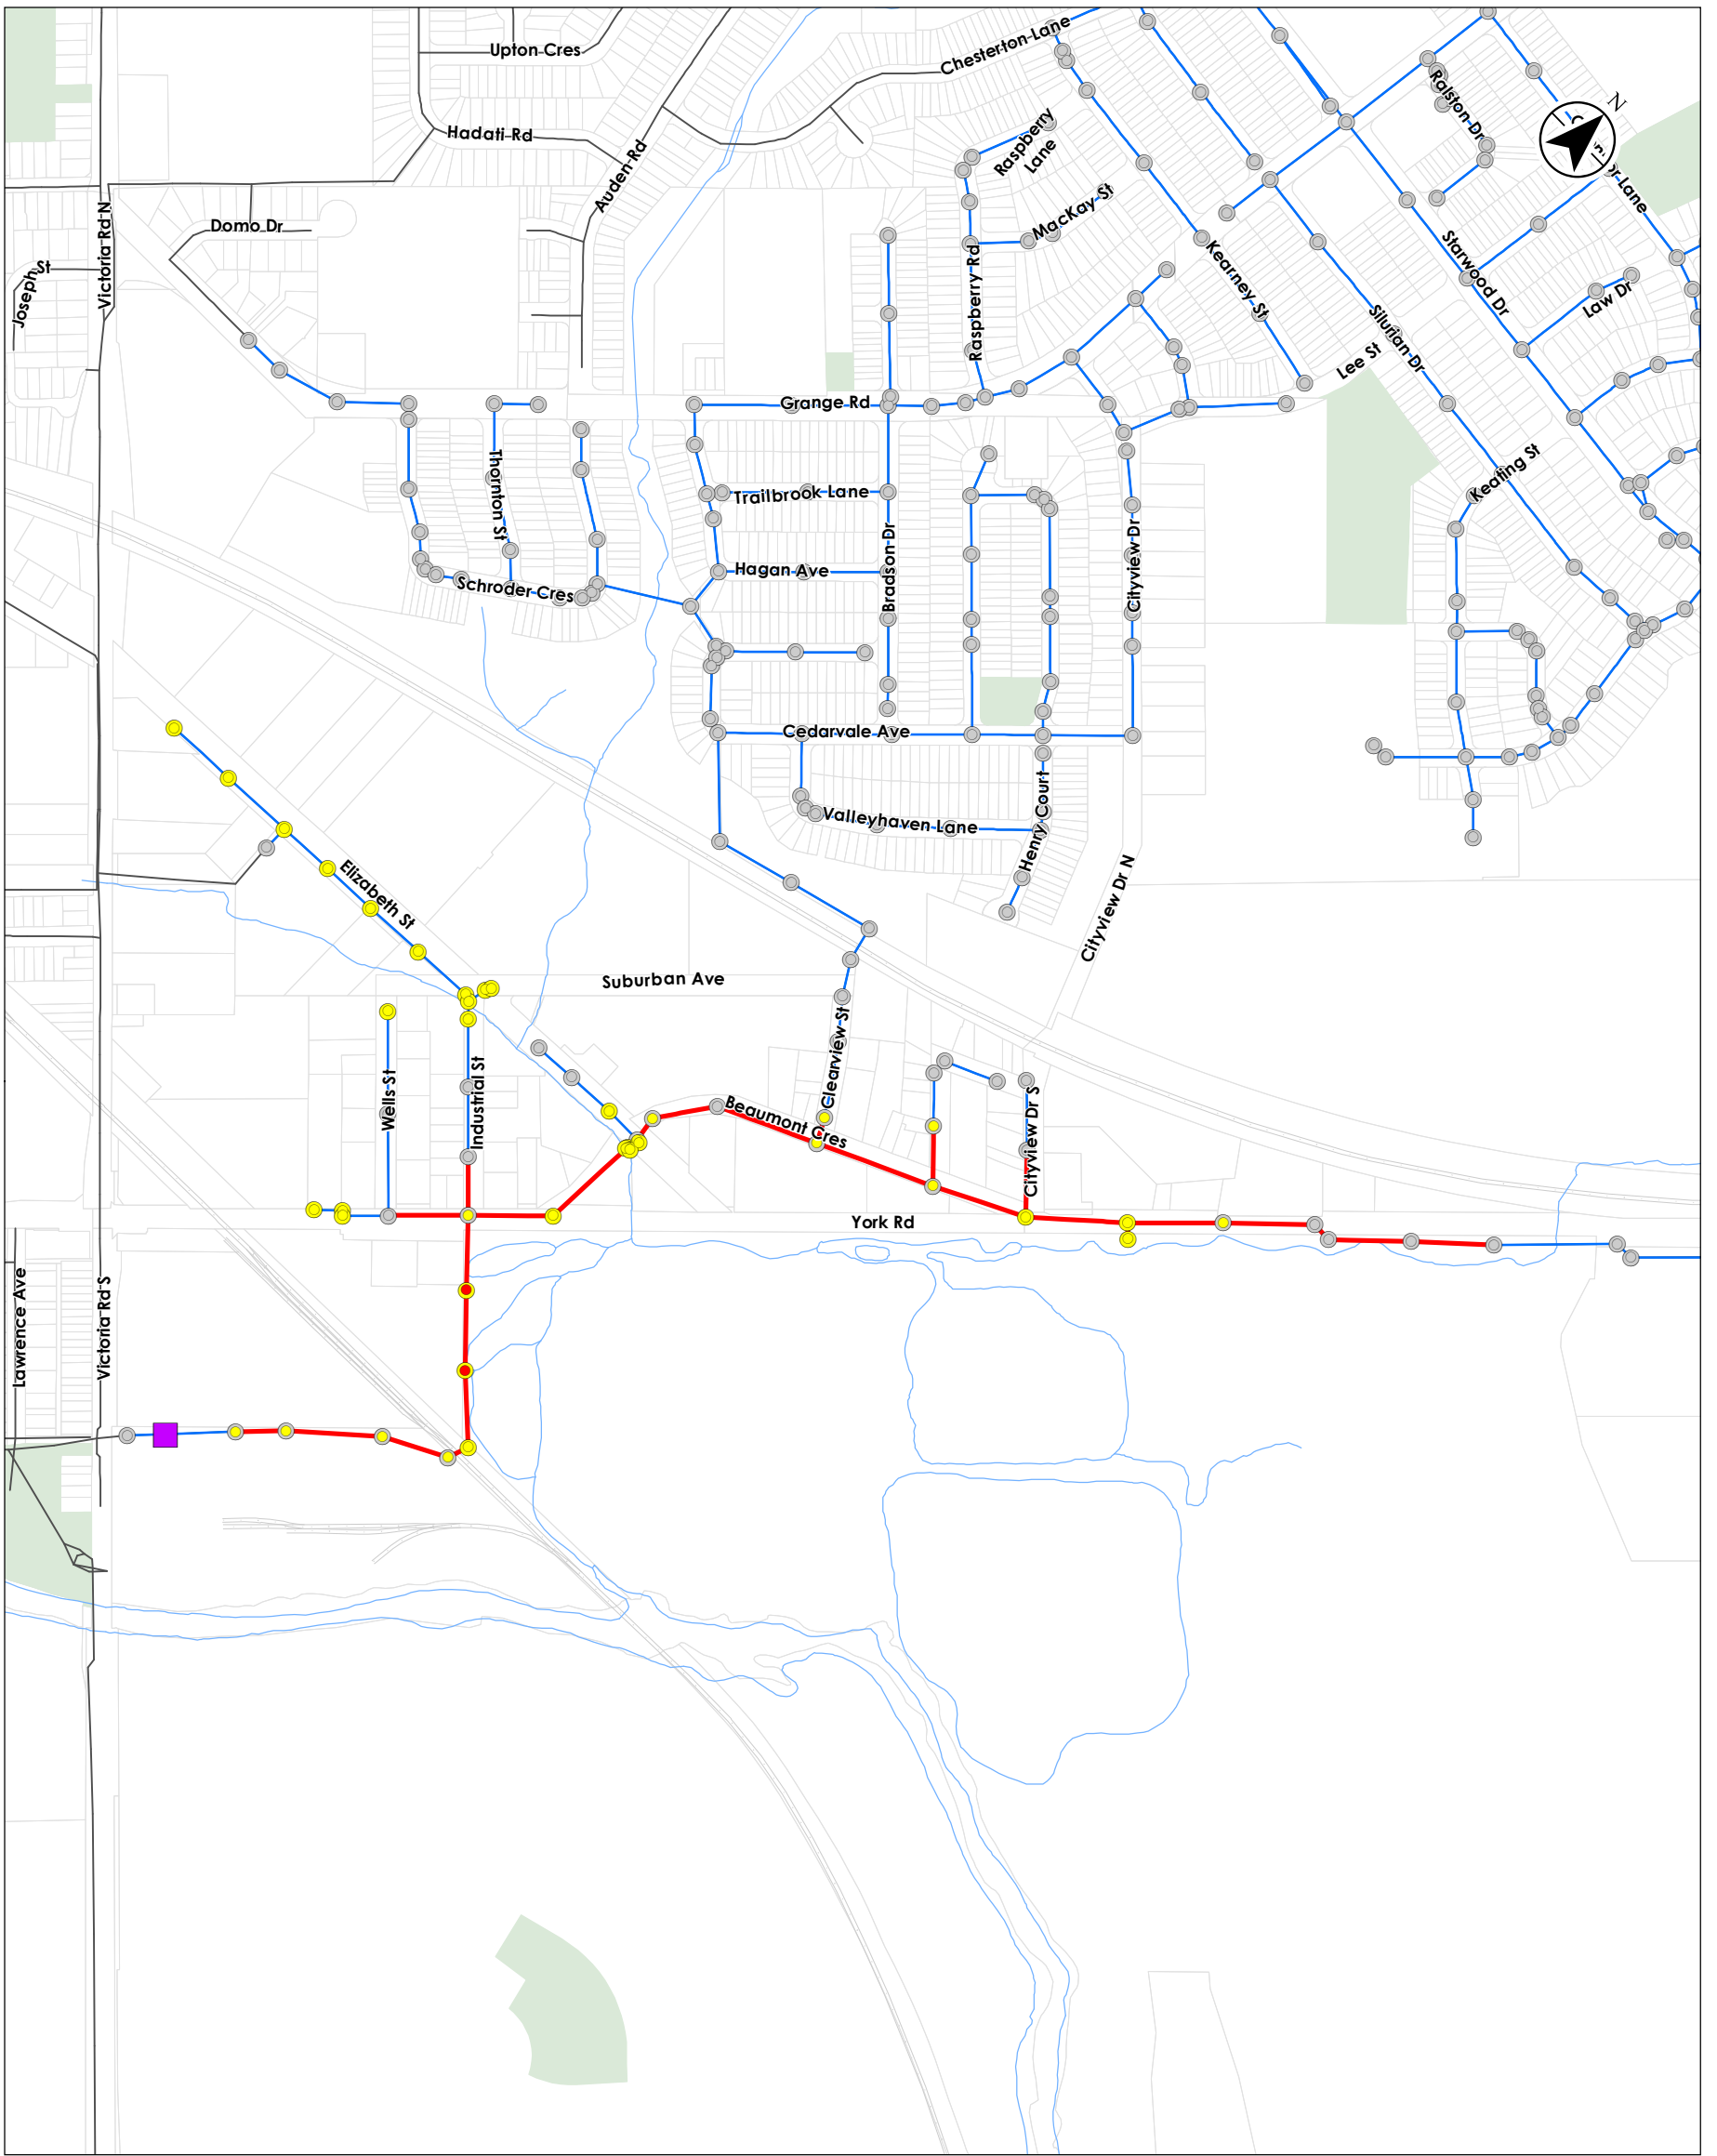 Upton Cres
Chesterton Lane
Hadati Rd
Ralston Dr
N
Raspberry
Lane
Auden Rd
MacKay St
Domo Dr
Victoria Rd N
Joseph St
Kearney St
Starwood Dr
Raspberry Rd
Law Dr
Silurian Dr
Lee St
Grange Rd
Thornton St
Trailbrook Lane
Keating St
Bradson Dr
Cityview Dr
Hagan Ave
Schroder Cres
Cedarvale Ave
Valleyhaven Lane
Henry Court
Elizabeth St
Cityview Dr N
Suburban Ave
Clearview St
Wells St
Industrial St
Beaumont Cres
Cityview Dr S
York Rd
Lawrence Ave
Victoria Rd S